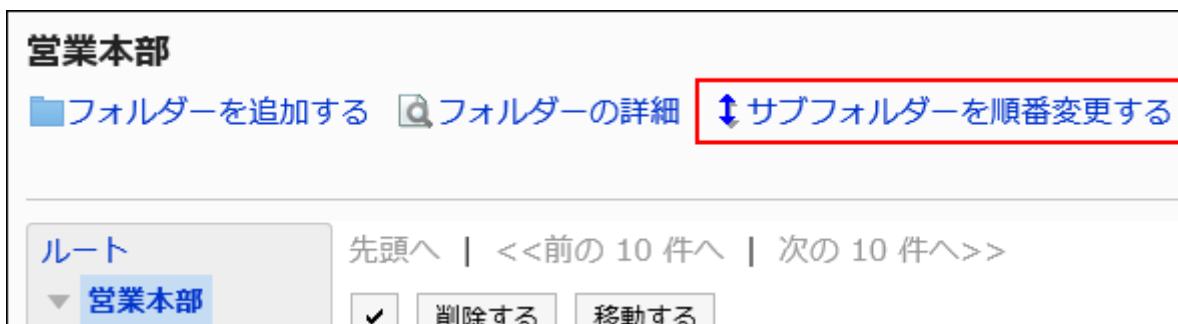 営業本部
フォルダーを追加する フォルダーの詳細 サブフォルダーを順番変更する
ルート
先頭へ | <<前の 10 件へ | 次の 10 件へ>>
営業本部
削除する 移動する